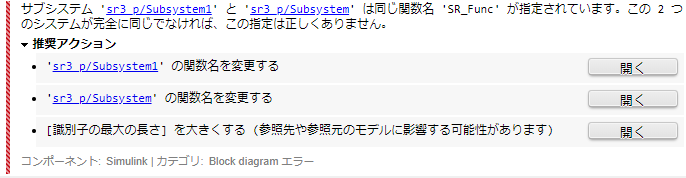 サブシステム 'sr3_p/Subsystem1' と 'sr3_p/Subsystem' は同じ関数名 'SR_Func' が指定されています。この 2 つ
のシステムが完全に同じでなければ、この指定は正しくありません。
推奨アクション
'sr3_p/Subsystem1' の関数名を変更する
開く
'sr3_p/Subsystem' の関数名を変更する
開く
[識別子の最大の長さ] を大きくする (参照先や参照元のモデルに影響する可能性があります)
開く
コンポーネント: Simulink | カテゴリ: Block diagram エラー